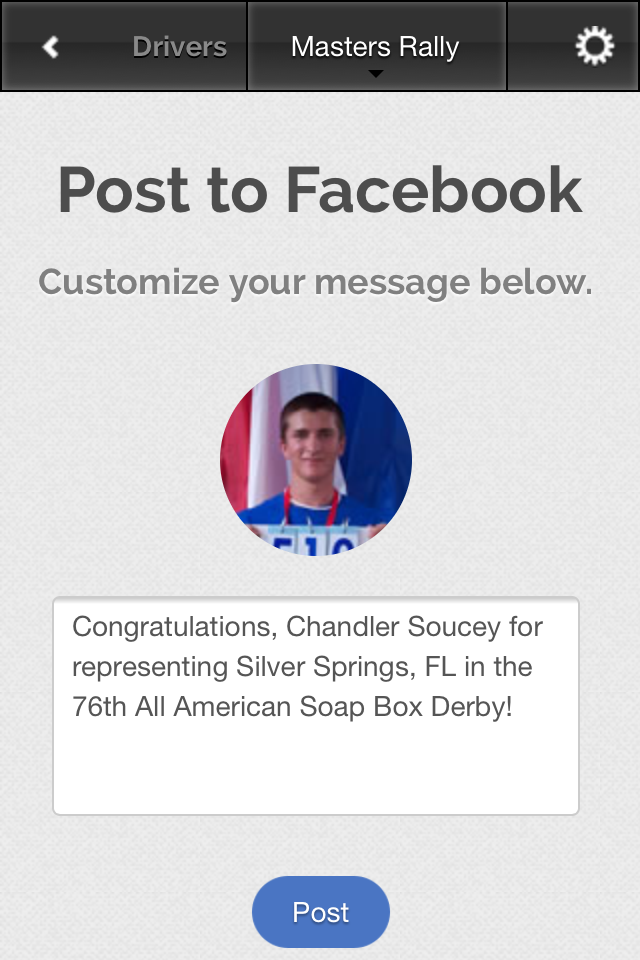 Drivers
Masters Rally
Post to Facebook
Customize your message below.
510
Congratulations, Chandler Soucey for
representing Silver Springs, FL in the
76th All American Soap Box Derby!
Post